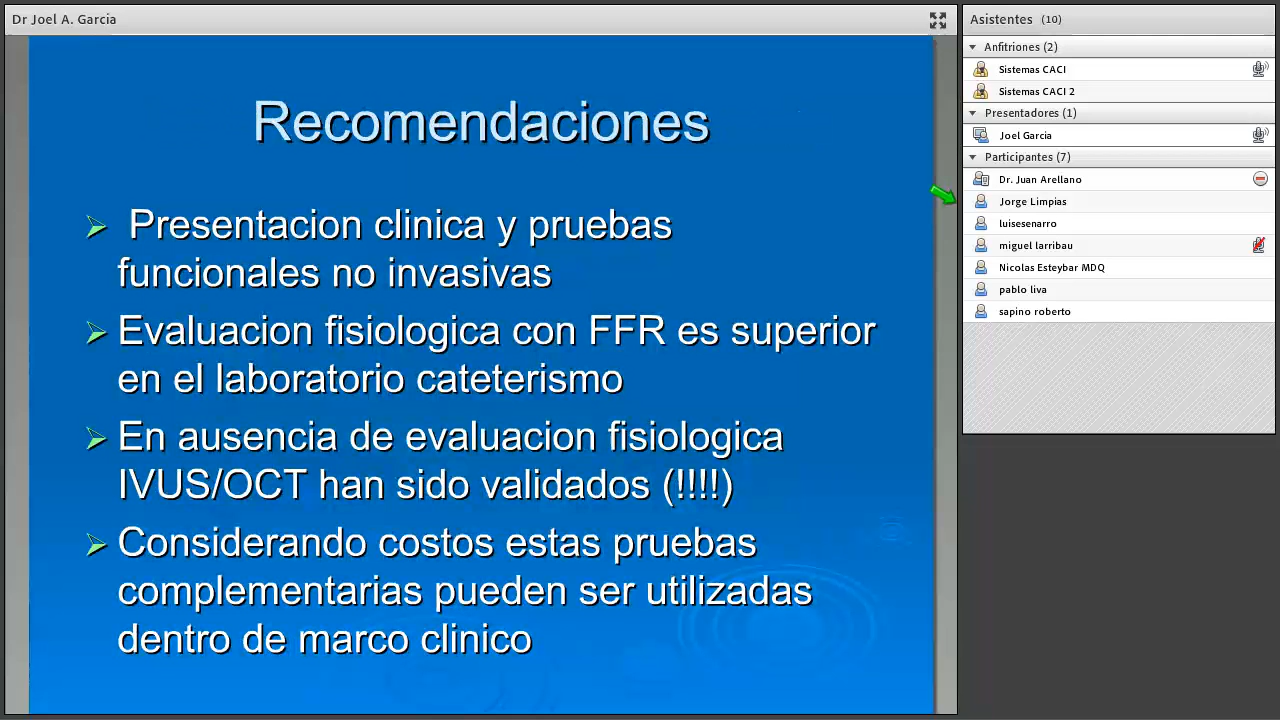 Dr Joel A. Garcia
Recomendaciones
Presentacion clinica y pruebas
funcionales no invasivas
Evaluacion fisiologica con FFR es superior
en el laboratorio cateterismo
En ausencia de evaluacion fisiologica
IVUS/OCT han sido validados (!!!!)
Considerando costos estas pruebas
complementarias pueden ser utilizadas
dentro de marco clinico
Asistentes (10)
Anfitriones (2)
Sistemas CACI
Sistemas CACI 2
Presentadores (1)
Joel Garcia
Participantes (7)
Dr. Juan Arellano
Jorge Limpias
luisesenarro
miguel larribau
Nicolas Esteybar MDQ
pablo liva
sapino roberto